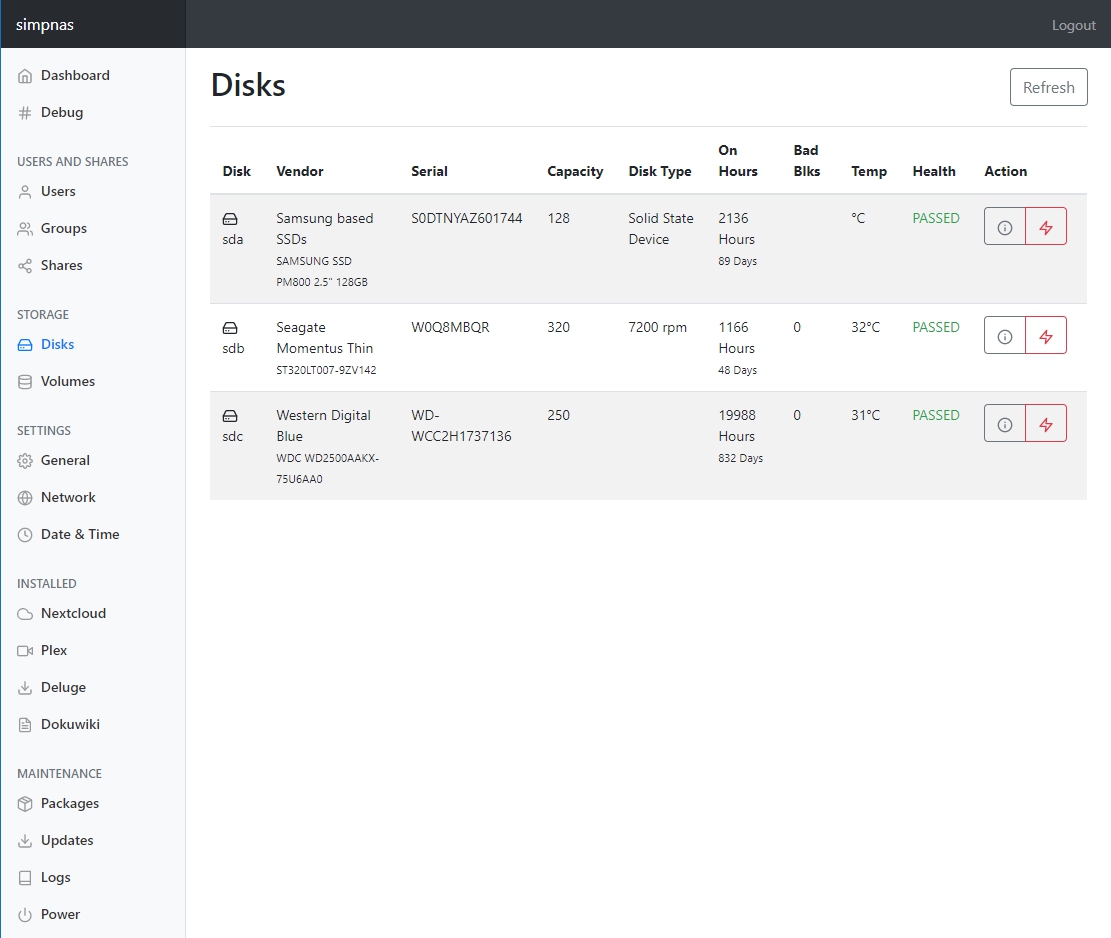 simpnas
Logout
Dashboard
Debug
USERS AND SHARES
Users
Groups
Shares
STORAGE
Disks
Volumes
SETTINGS
General
Network
Date & Time
INSTALLED
Nextcloud
Plex
Deluge
Dokuwiki
MAINTENANCE
Packages
Updates
Logs
Power
Disks
Refresh
Disk Vendor Serial Capacity Disk Type On Hours Bad Blks Temp Health Action
sda
Samsung based
SSDs
SAMSUNG SSD
PM800 2.5" 128GB
S0DTNYAZ601744
128
Solid State
Device
2136
Hours
89 Days
°C
PASSED
sdb
Seagate
Momentus Thin
ST320LT007-9ZV142
W0Q8MBQR
320
7200 rpm
1166
Hours
48 Days
0
32°C
PASSED
sdc
Western Digital
Blue
WDC WD2500AAKX-
75U6AA0
WD-
WCC2H1737136
250
19988
Hours
832 Days
0
31°C
PASSED